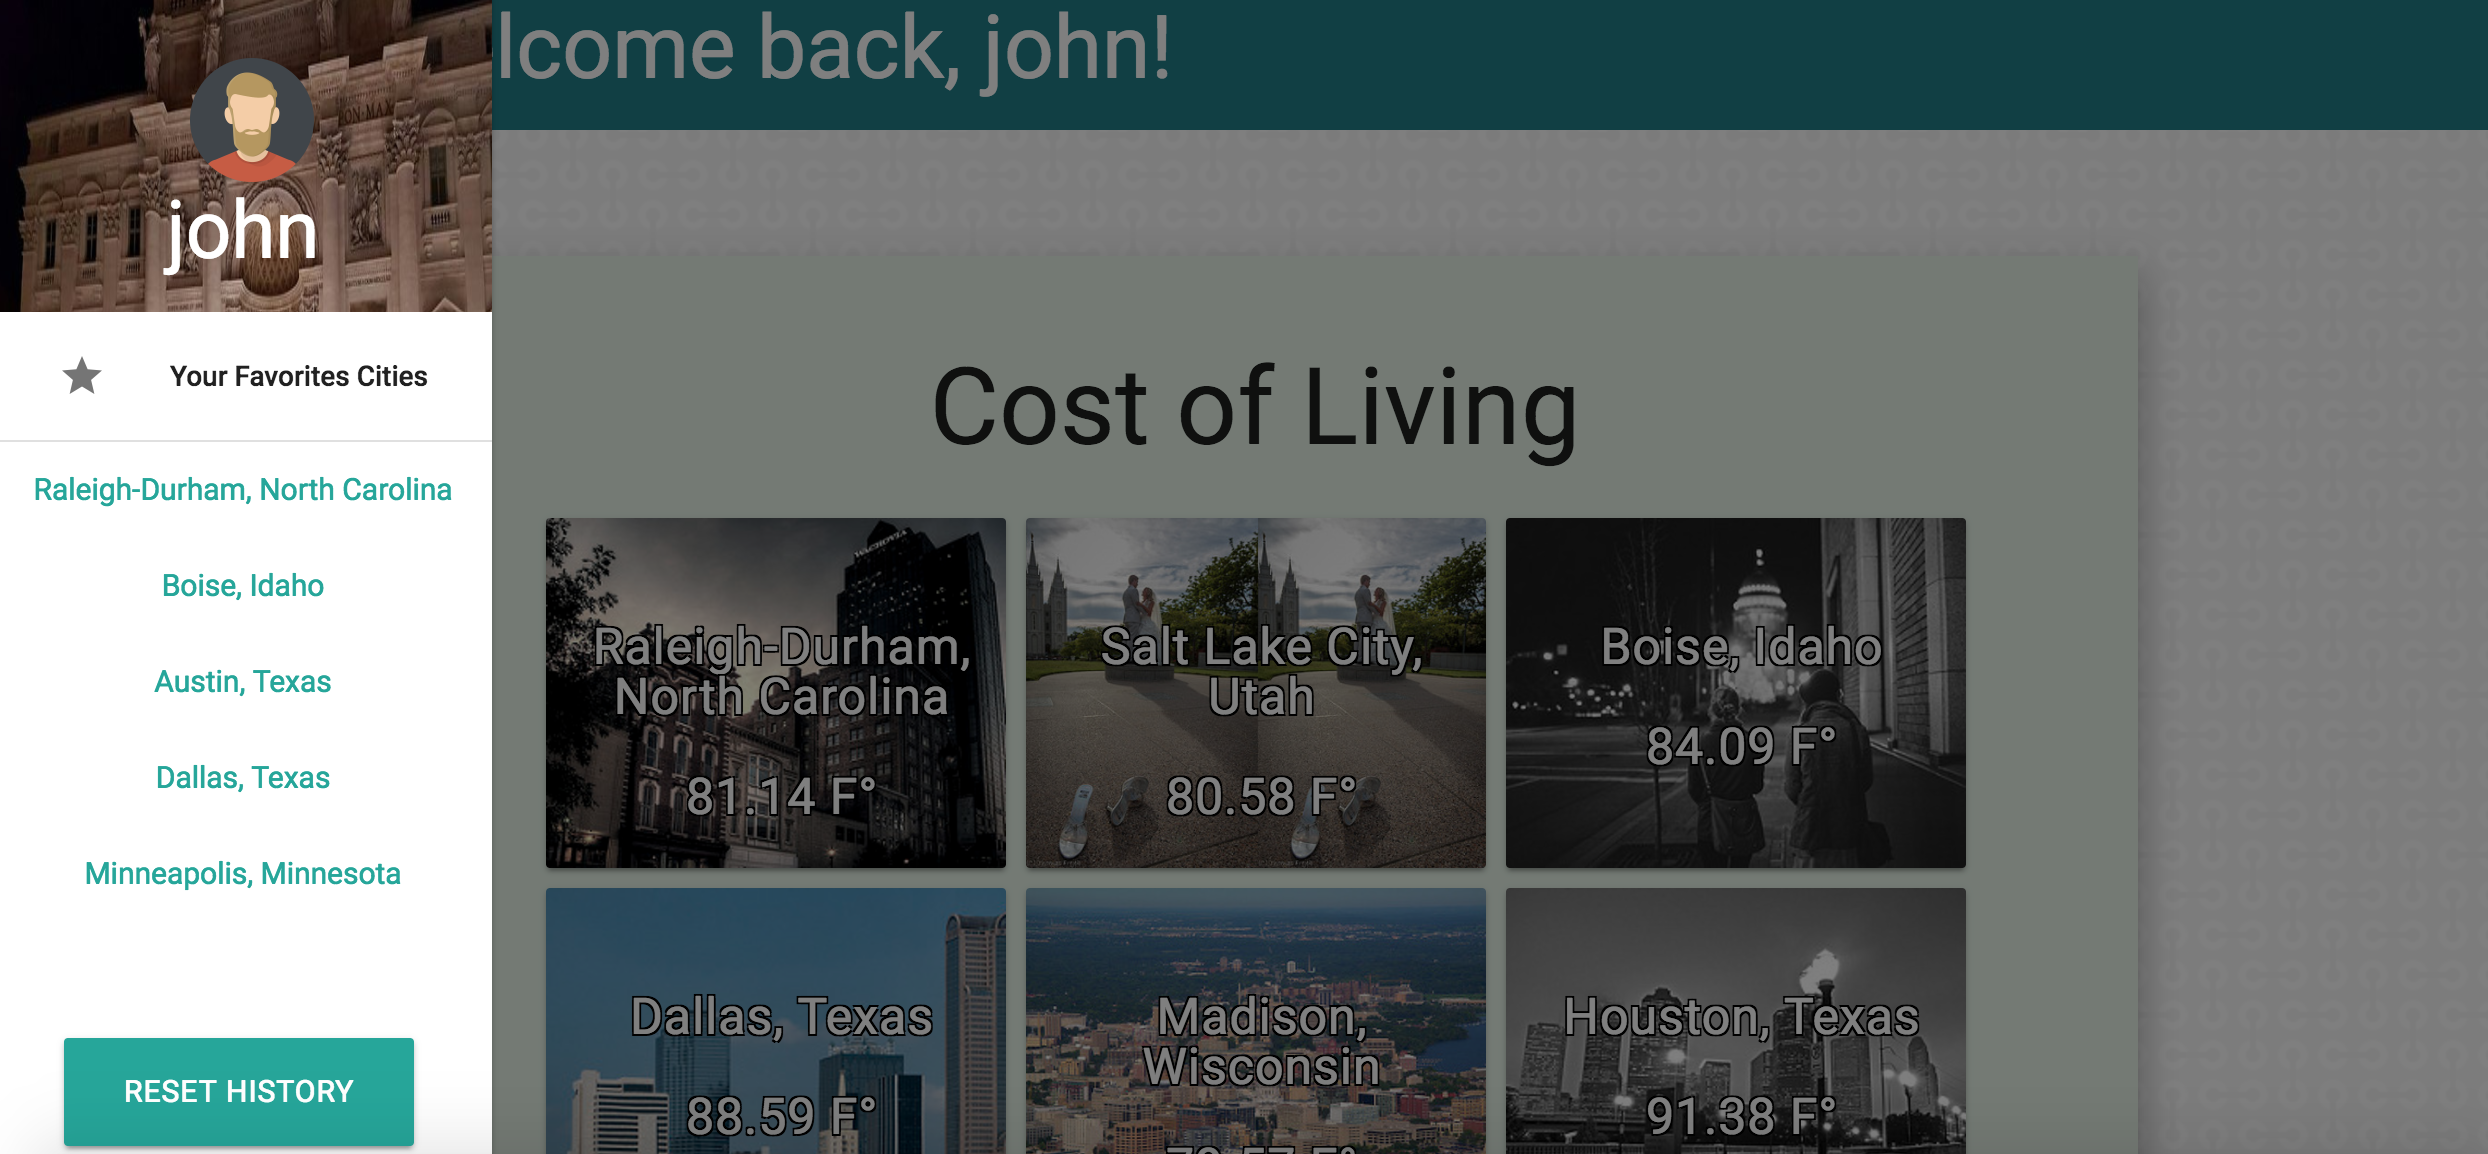 lcome back, john!
john
Your Favorites Cities
Raleigh-Durham, North Carolina
Boise, Idaho
Austin, Texas
Dallas, Texas
Minneapolis, Minnesota
RESET HISTORY
Cost of Living
WACHOVIA
Raleigh-Durham,
North Carolina
81.14 F°
Salt Lake City,
Utah
80.58 F°
Boise, Idaho
84.09 F°
Dallas, Texas
88.59 F°
Madison,
Wisconsin
Houston, Texas
91.38 F°